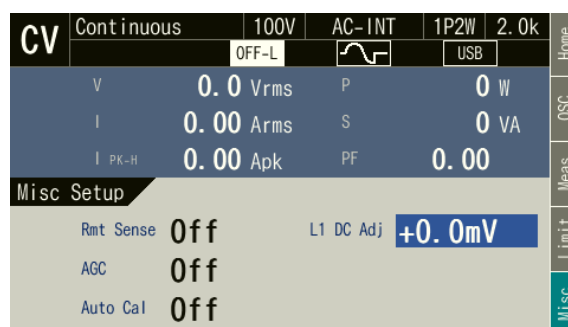 CV Continuous 100V AC-INT 1P2W 2.0k
OFF-L USB
V 0.0 Vrms P 0 W
I 0.00 Arms S 0 VA
I PK-H 0.00 Apk PF 0.00
Misc Setup
Rmt Sense Off L1 DC Adj +0.0mV
AGC Off
Auto Cal Off
Home
OSC
Meas
Limit
Misc